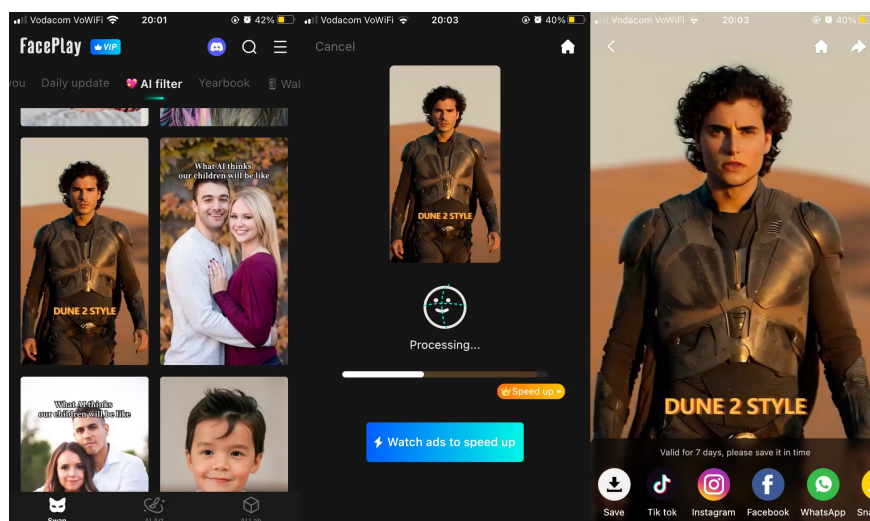 Vodacom VoWiFi 20:01 42%
FacePlay VIP
ou Daily update AI filter Yearbook Wal
What AI thinks
our children will be like
DUNE 2 STYLE
What AI thinks
our children will be like
Swap AI Art AI Lab
Vodacom VoWiFi 20:03 40%
Cancel
DUNE 2 STYLE
Processing...
Speed up
Watch ads to speed up
Vodacom VoWiFi 20:03 40%
DUNE 2 STYLE
Valid for 7 days, please save it in time
Save Tik tok Instagram Facebook WhatsApp Sna